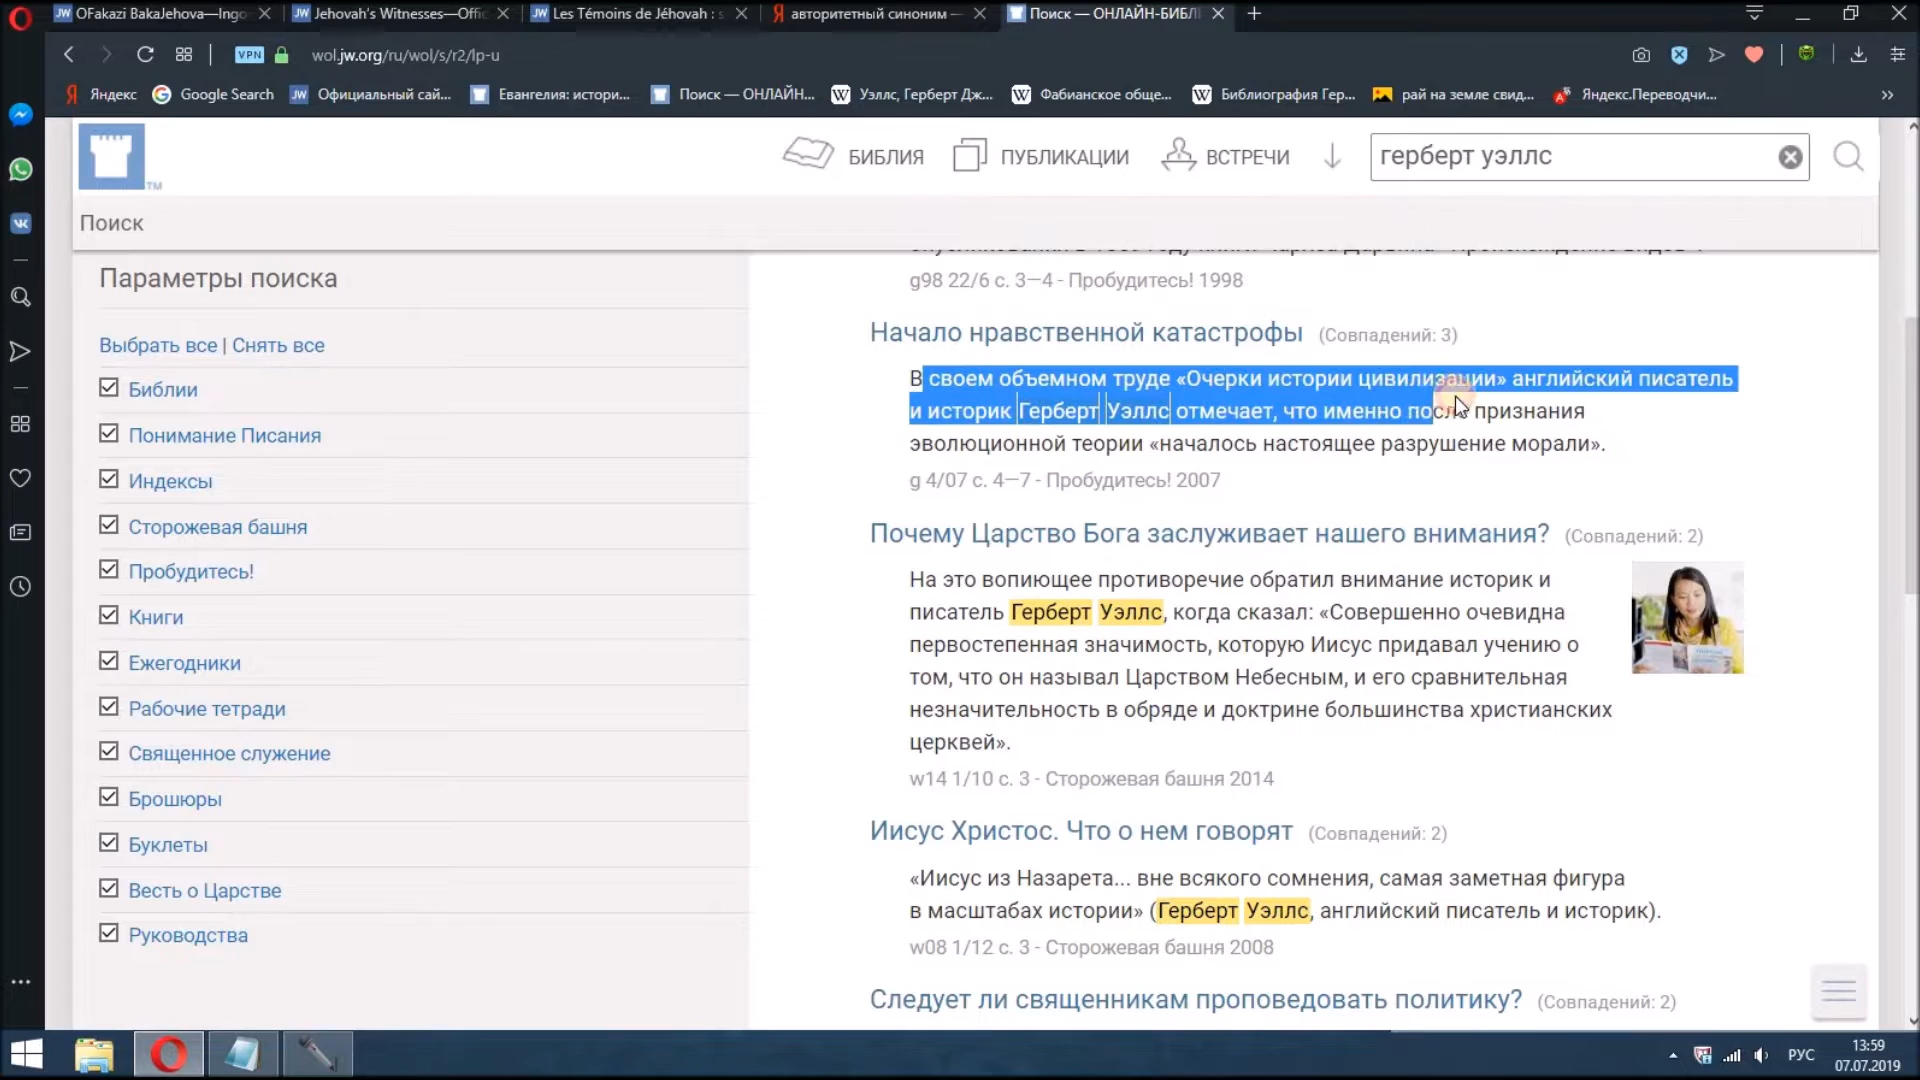 OFakazi BakaJehova—Ingo
Jehovah's Witnesses—Offic
Les Témoins de Jéhovah : s
авторитетный синоним —
Поиск — ОНЛАЙН-БИБЛИ
VPN
wol.jw.org/ru/wol/s/r2/lp-u
Яндекс
Google Search
Официальный сай...
Евангелия: истори...
Поиск — ОНЛАЙН...
Уэллс, Герберт Дж...
Фабианское обще...
Библиография Гер...
рай на земле свид...
Яндекс.Переводчи...
БИБЛИЯ
ПУБЛИКАЦИИ
ВСТРЕЧИ
герберт уэллс
TM
Поиск
Параметры поиска
Выбрать все | Снять все
Библии
Понимание Писания
Индексы
Сторожевая башня
Пробудитесь!
Книги
Ежегодники
Рабочие тетради
Священное служение
Брошюры
Буклеты
Весть о Царстве
Руководства
g98 22/6 с. 3—4 - Пробудитесь! 1998
Начало нравственной катастрофы (Совпадений: 3)
В своем объемном труде «Очерки истории цивилизации» английский писатель
и историк Герберт Уэллс отмечает, что именно после признания
эволюционной теории «началось настоящее разрушение морали».
g 4/07 с. 4—7 - Пробудитесь! 2007
Почему Царство Бога заслуживает нашего внимания? (Совпадений: 2)
На это вопиющее противоречие обратил внимание историк и
писатель Герберт Уэллс, когда сказал: «Совершенно очевидна
первостепенная значимость, которую Иисус придавал учению о
том, что он называл Царством Небесным, и его сравнительная
незначительность в обряде и доктрине большинства христианских
церквей».
w14 1/10 с. 3 - Сторожевая башня 2014
Иисус Христос. Что о нем говорят (Совпадений: 2)
«Иисус из Назарета... вне всякого сомнения, самая заметная фигура
в масштабах истории» (Герберт Уэллс, английский писатель и историк).
w08 1/12 с. 3 - Сторожевая башня 2008
Следует ли священникам проповедовать политику? (Совпадений: 2)
РУС
13:59
07.07.2019